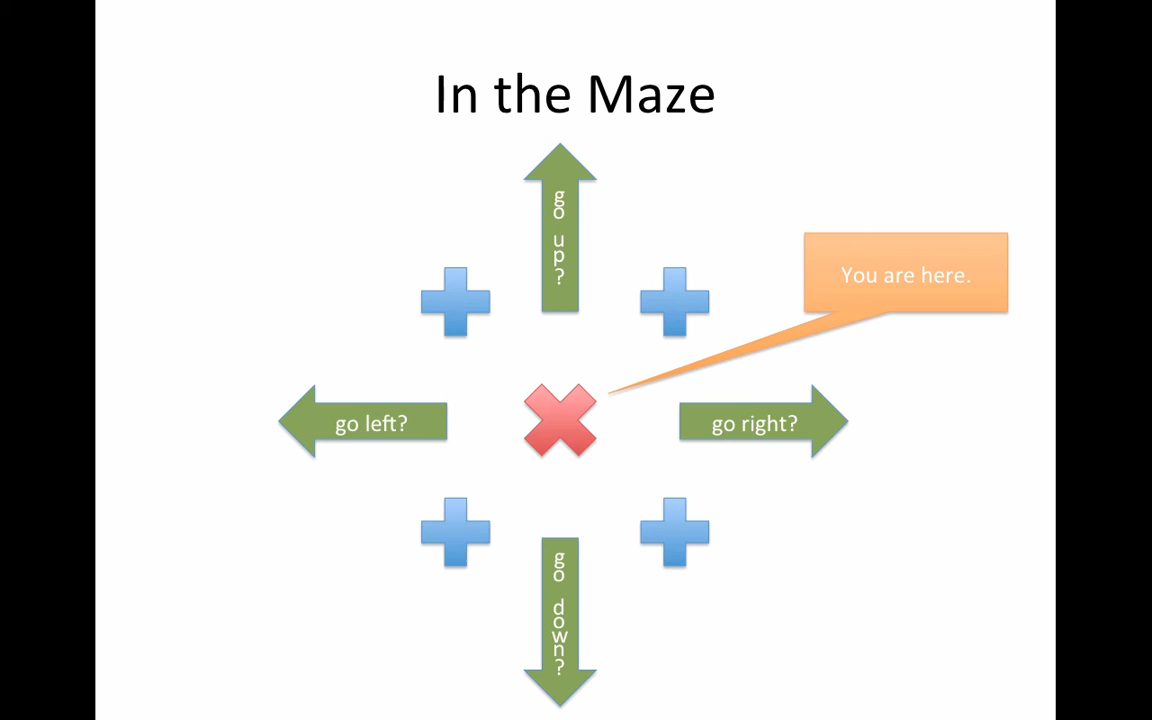 In the Maze
go up?
You are here.
go left?
go right?
go down?